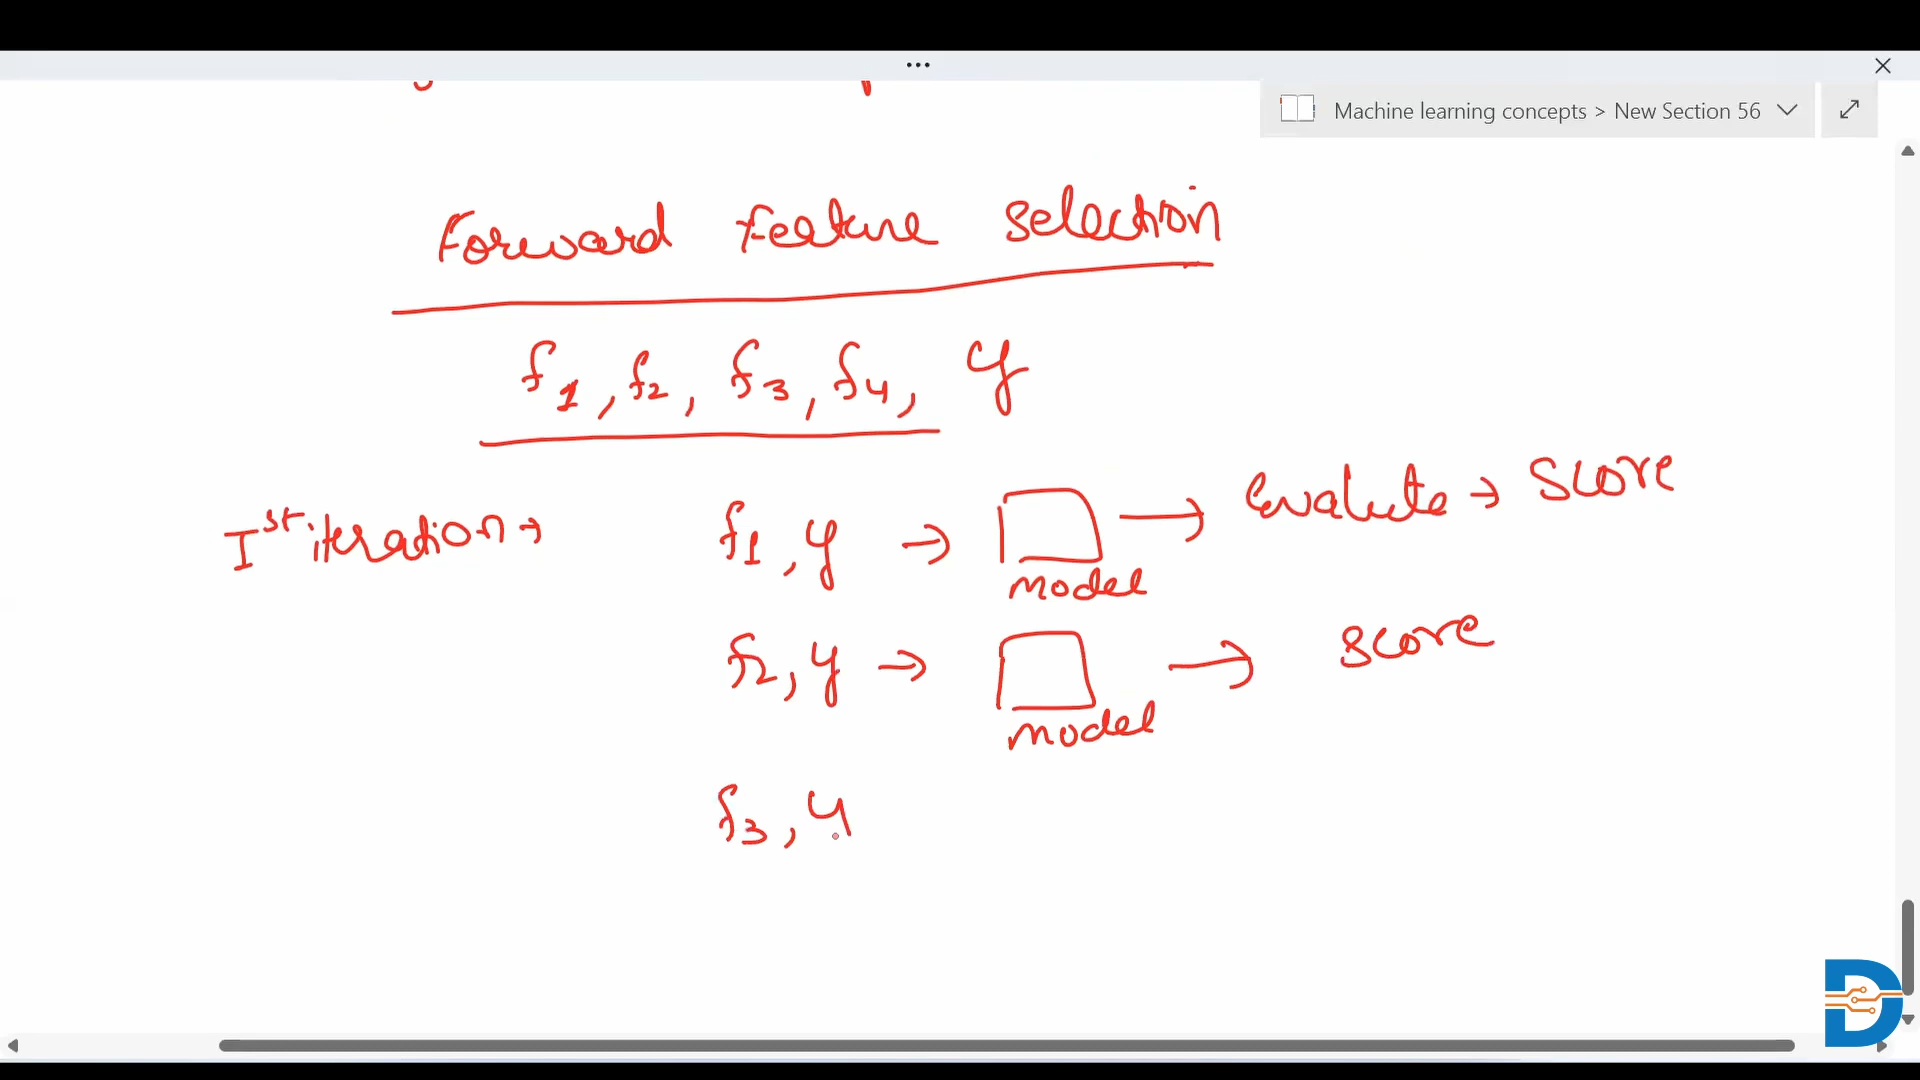 Machine learning concepts > New Section 56
Forward Feature Selection
f1, f2, f3, f4, y
Ist iteration → f1, y → model → Evalute → Score
f2, y → model → Score
f3, y